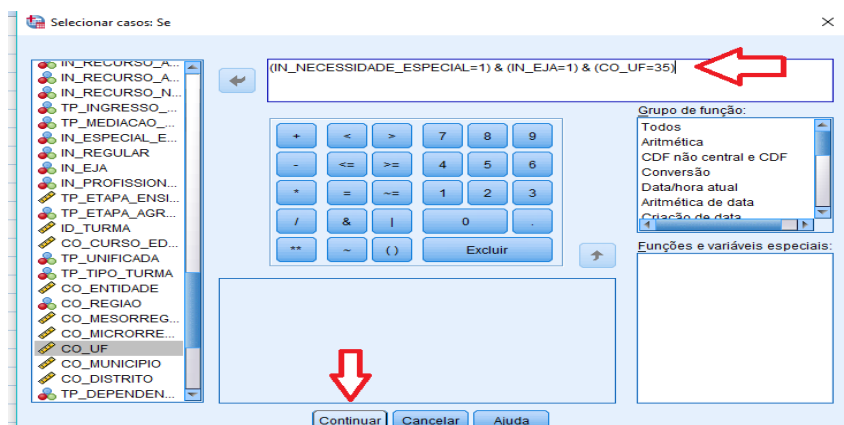 Selecionar casos: Se
IN_RECURSO_A...
IN_RECURSO_A...
IN_RECURSO_N...
TP_INGRESSO_...
TP_MEDIACAO_...
IN_ESPECIAL_E...
IN_REGULAR
IN_EJA
IN_PROFISSION...
TP_ETAPA_ENSI...
TP_ETAPA_AGR...
ID_TURMA
CO_CURSO_ED...
TP_UNIFICADA
TP_TIPO_TURMA
CO_ENTIDADE
CO_REGIAO
CO_MESORREG...
CO_MICRORRE...
CO_UF
CO_MUNICIPIO
CO_DISTRITO
TP_DEPENDEN...
(IN_NECESSIDADE_ESPECIAL=1) & (IN_EJA=1) & (CO_UF=35)
+ < > 7 8 9
- <= >= 4 5 6
* = ~= 1 2 3
/ & | 0 .
** ~ ( ) Excluir
Grupo de função:
Todos
Aritmética
CDF não central e CDF
Conversão
Data/hora atual
Aritmética de data
Criação de data
Funções e variáveis especiais:
Continuar Cancelar Ajuda